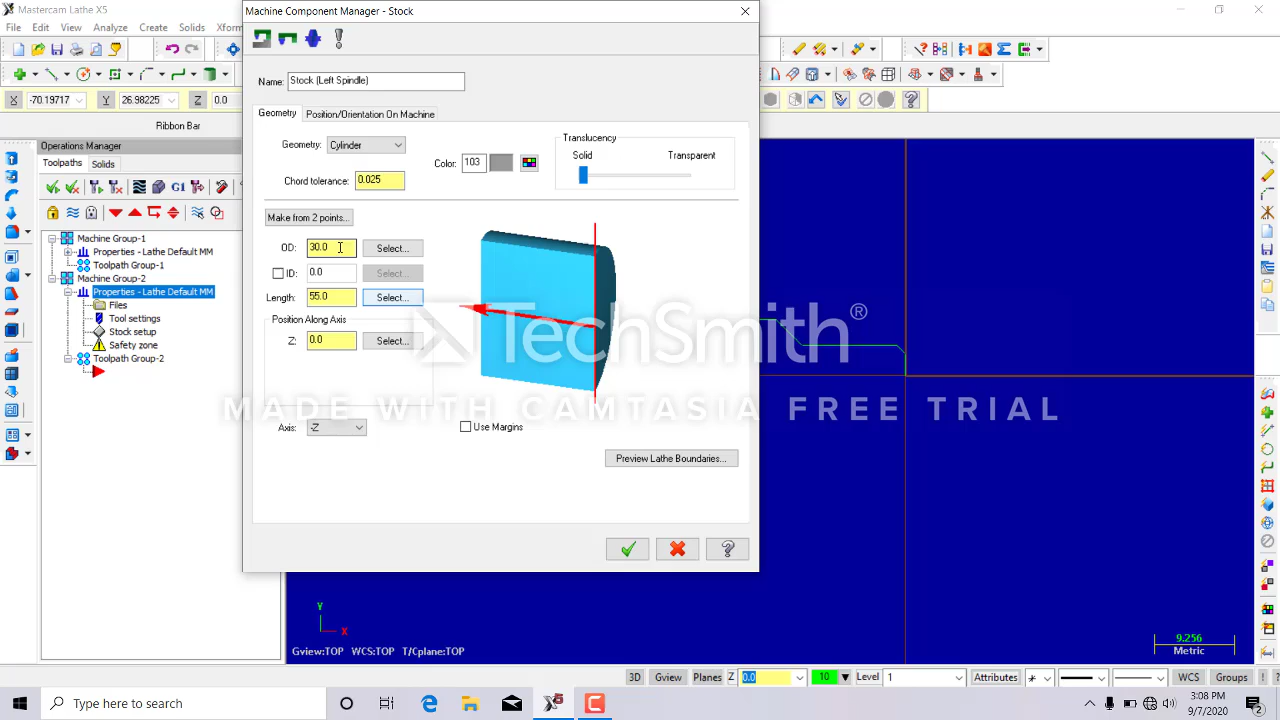 Mastercam Lathe X5
File Edit View Analyze Create Solids Xform
X -70.19717 Y 26.98225 Z 0.0
Ribbon Bar
Operations Manager
Toolpaths Solids
G1
Machine Group-1
Properties - Lathe Default MM
Toolpath Group-1
Machine Group-2
Properties - Lathe Default MM
Files
Tool settings
Stock setup
Safety zone
Toolpath Group-2
Machine Component Manager - Stock
Name: Stock (Left Spindle)
Geometry Position/Orientation On Machine
Geometry: Cylinder
Color: 103
Chord tolerance: 0.025
Translucency
Solid Transparent
Make from 2 points...
OD: 30.0 Select...
ID: 0.0 Select...
Length: 55.0 Select...
Position Along Axis
Z: 0.0 Select...
Axis: -Z
Use Margins
Preview Lathe Boundaries...
TechSmith®
MADE WITH CAMTASIA FREE TRIAL
Y
X
Gview:TOP WCS:TOP T/Cplane:TOP
9.256
Metric
3D Gview Planes Z 0.0 10 Level 1 Attributes WCS Groups ?
Type here to search
3:08 PM
9/7/2020
2